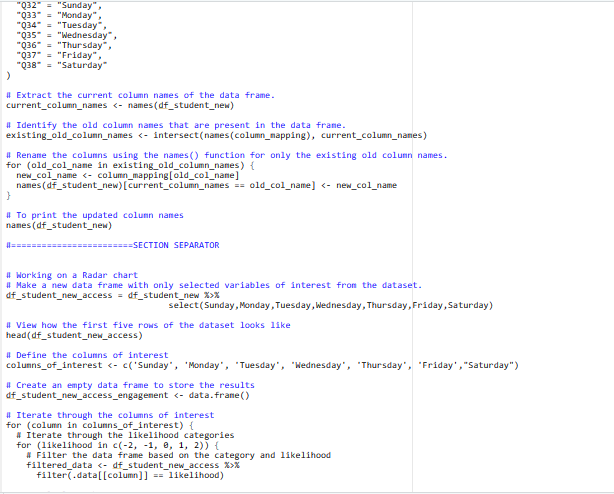 "Q32" = "Sunday",
"Q33" = "Monday",
"Q34" = "Tuesday",
"Q35" = "Wednesday",
"Q36" = "Thursday",
"Q37" = "Friday",
"Q38" = "Saturday"
)
# Extract the current column names of the data frame.
current_column_names <- names(df_student_new)
# Identify the old column names that are present in the data frame.
existing_old_column_names <- intersect(names(column_mapping), current_column_names)
# Rename the columns using the names() function for only the existing old column names.
for (old_col_name in existing_old_column_names) {
new_col_name <- column_mapping[old_col_name]
names(df_student_new)[current_column_names == old_col_name] <- new_col_name
}
# To print the updated column names
names(df_student_new)
#========================SECTION SEPARATOR
# Working on a Radar chart
# Make a new data frame with only selected variables of interest from the dataset.
df_student_new_access = df_student_new %>%
select(Sunday,Monday,Tuesday,Wednesday,Thursday,Friday,Saturday)
# View how the first five rows of the dataset looks like
head(df_student_new_access)
# Define the columns of interest
columns_of_interest <- c('Sunday', 'Monday', 'Tuesday', 'Wednesday', 'Thursday', 'Friday',"Saturday")
# Create an empty data frame to store the results
df_student_new_access_engagement <- data.frame()
# Iterate through the columns of interest
for (column in columns_of_interest) {
# Iterate through the likelihood categories
for (likelihood in c(-2, -1, 0, 1, 2)) {
# Filter the data frame based on the category and likelihood
filtered_data <- df_student_new_access %>%
filter(.data[[column]] == likelihood)